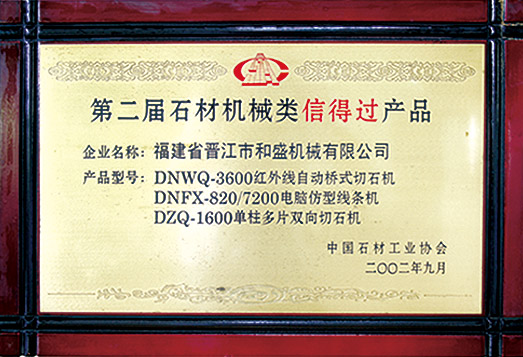 第二届石材机械类信得过产品
企业名称：福建省晋江市和盛机械有限公司
产品型号：DNWQ-3600红外线自动桥式切石机
DNFX-820/7200电脑仿型线条机
DZQ-1600单柱多片双向切石机
中国石材工业协会
二〇〇二年九月